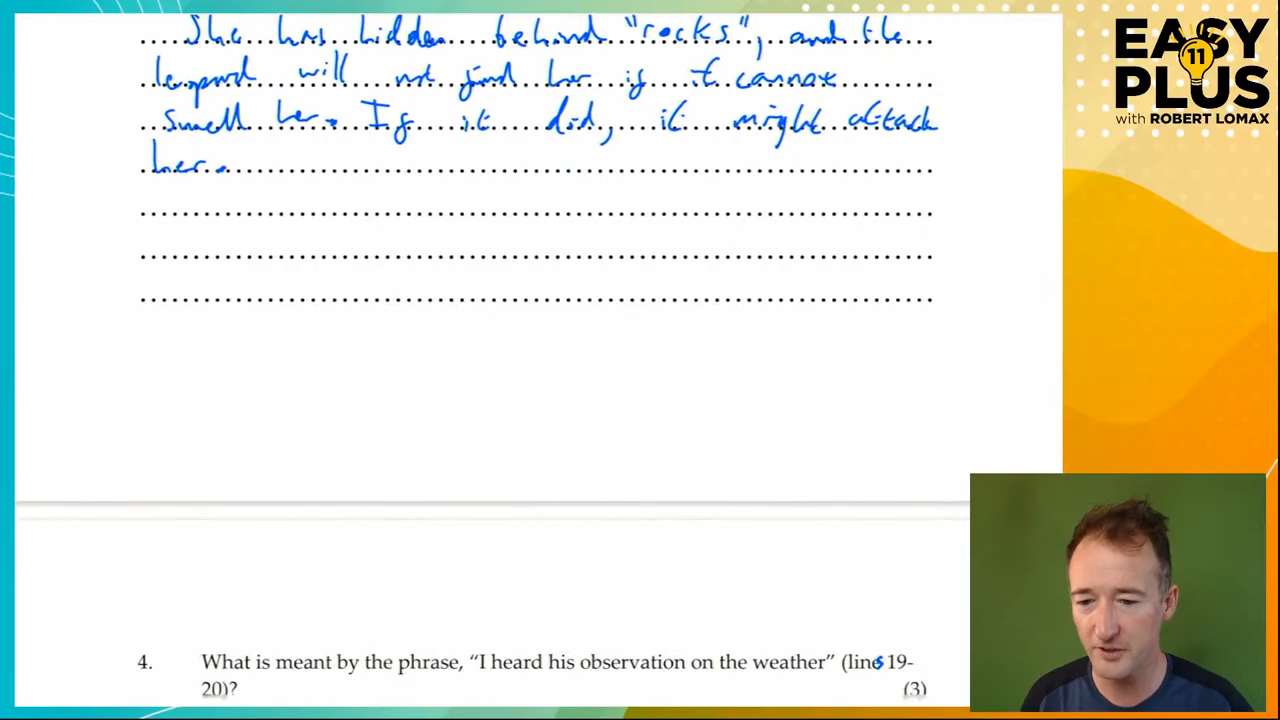 She has hidden behind "rocks", and the
leopard will not find her if it cannot
smell her. If it did, it might attack
her.
4. What is meant by the phrase, "I heard his observation on the weather" (lines 19-
20)? (3)
EASY
11
PLUS
with ROBERT LOMAX